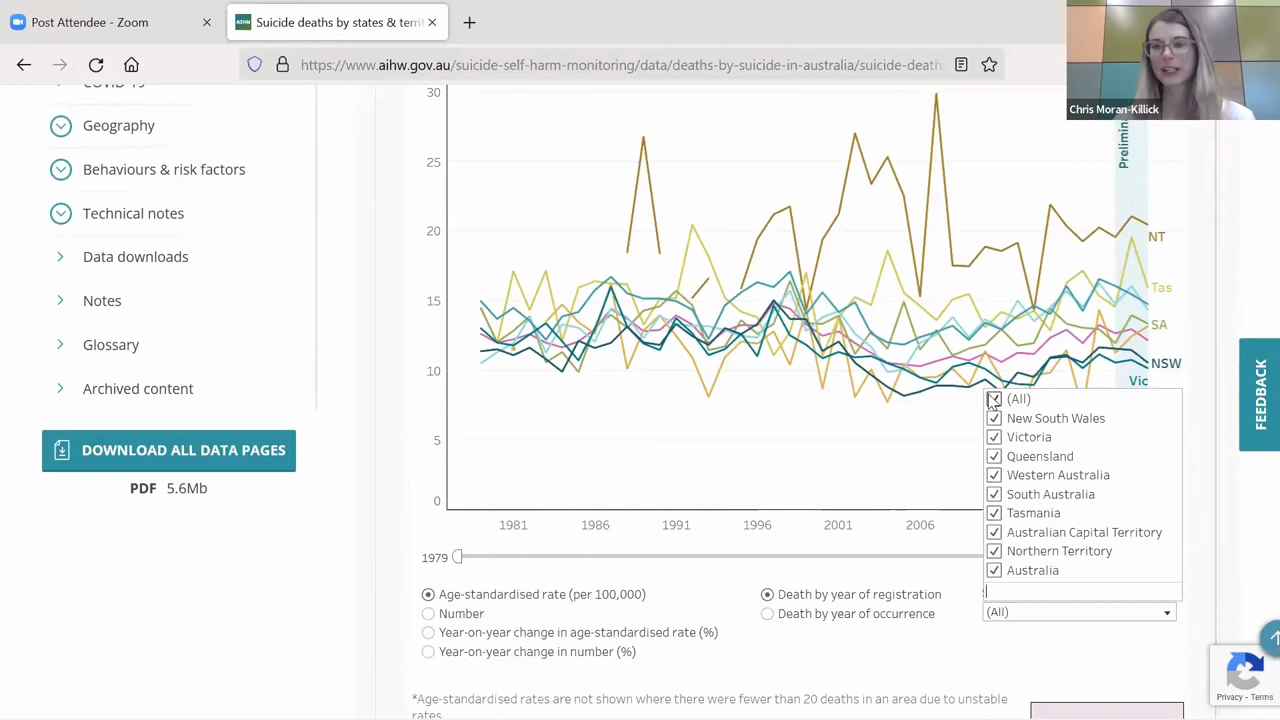 Post Attendee - Zoom
AIHW
Suicide deaths by states & territ
https://www.aihw.gov.au/suicide-self-harm-monitoring/data/deaths-by-suicide-in-australia/suicide-death
Chris Moran-Killick
Geography
Behaviours & risk factors
Technical notes
Data downloads
Notes
Glossary
Archived content
DOWNLOAD ALL DATA PAGES
PDF 5.6Mb
30
25
20
15
10
5
0
Prelimina
NT
Tas
SA
NSW
Vic
(All)
New South Wales
Victoria
Queensland
Western Australia
South Australia
Tasmania
Australian Capital Territory
Northern Territory
Australia
(All)
1981 1986 1991 1996 2001 2006
1979
Age-standardised rate (per 100,000)
Number
Year-on-year change in age-standardised rate (%)
Year-on-year change in number (%)
Death by year of registration
Death by year of occurrence
*Age-standardised rates are not shown where there were fewer than 20 deaths in an area due to unstable
rates.
FEEDBACK
Privacy - Terms